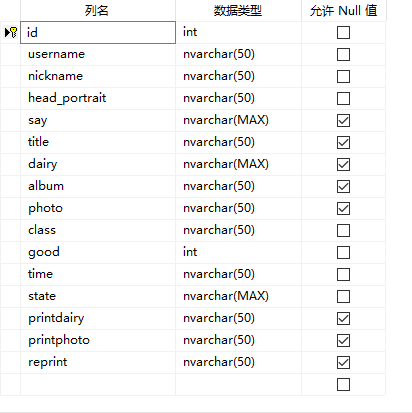 列名 数据类型 允许 Null 值
id int
username nvarchar(50)
nickname nvarchar(50)
head_portrait nvarchar(50)
say nvarchar(MAX)
title nvarchar(50)
dairy nvarchar(MAX)
album nvarchar(50)
photo nvarchar(50)
class nvarchar(50)
good int
time nvarchar(50)
state nvarchar(MAX)
printdairy nvarchar(50)
printphoto nvarchar(50)
reprint nvarchar(50)